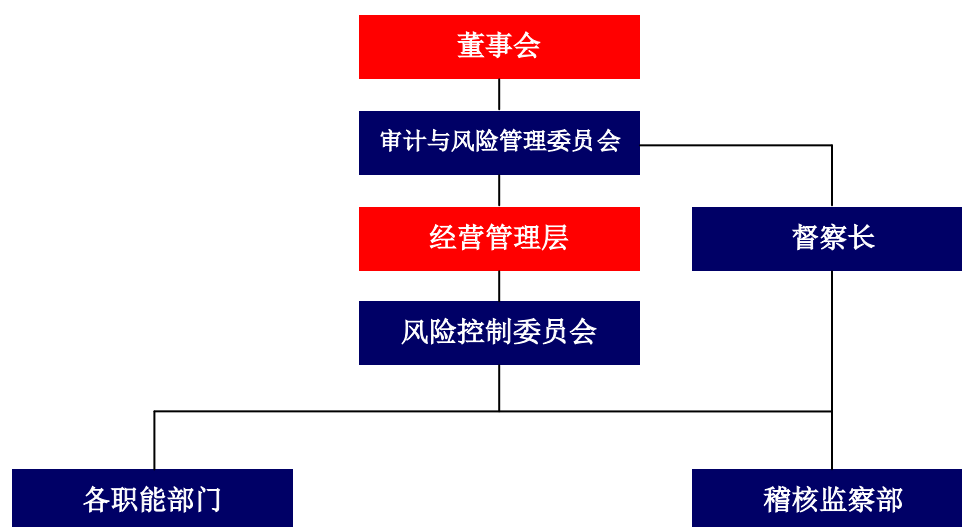 董事会
审计与风险管理委员会
经营管理层
督察长
风险控制委员会
各职能部门
稽核监察部